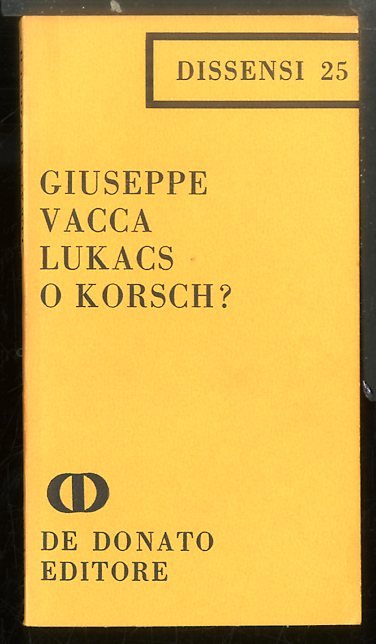 DISSENSI 25
GIUSEPPE
VACCA
LUKACS
O KORSCH?
DE DONATO
EDITORE